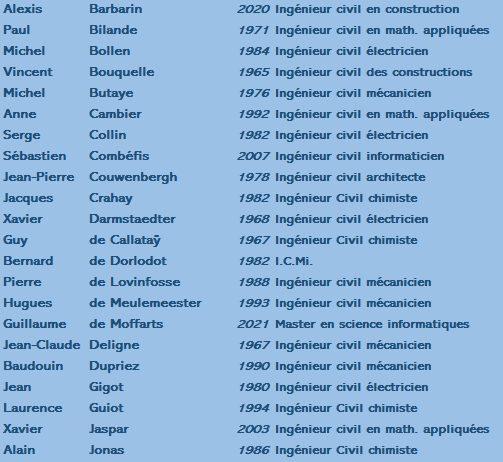 Alexis Barbarin 2020 Ingénieur civil en construction
Paul Bilande 1971 Ingénieur civil en math. appliquées
Michel Bollen 1984 Ingénieur civil électricien
Vincent Bouquelle 1965 Ingénieur civil des constructions
Michel Butaye 1976 Ingénieur civil mécanicien
Anne Cambier 1992 Ingénieur civil en math. appliquées
Serge Collin 1982 Ingénieur civil électricien
Sébastien Combéfis 2007 Ingénieur civil informaticien
Jean-Pierre Couwenbergh 1978 Ingénieur civil architecte
Jacques Crahay 1982 Ingénieur Civil chimiste
Xavier Darmstaedter 1968 Ingénieur civil électricien
Guy de Callataÿ 1967 Ingénieur Civil chimiste
Bernard de Dorlodot 1982 I.C.Mi.
Pierre de Lovinfosse 1988 Ingénieur civil mécanicien
Hugues de Meulemeester 1993 Ingénieur civil mécanicien
Guillaume de Moffarts 2021 Master en science informatiques
Jean-Claude Deligne 1967 Ingénieur civil mécanicien
Baudouin Dupriez 1990 Ingénieur civil mécanicien
Jean Gigot 1980 Ingénieur civil électricien
Laurence Guiot 1994 Ingénieur Civil chimiste
Xavier Jaspar 2003 Ingénieur civil en math. appliquées
Alain Jonas 1986 Ingénieur Civil chimiste